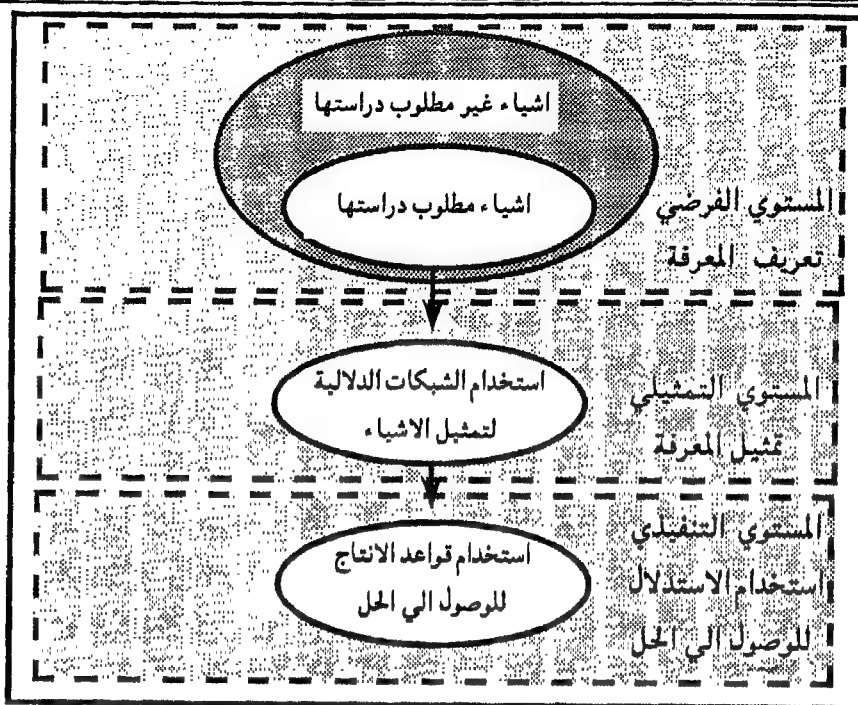 اشياء غير مطلوب دراستها
اشياء مطلوب دراستها
المستوي الفرضي
تعريف المعرفة
استخدام الشبكات الدلالية
لتمثيل الاشياء
المستوي التمثيلي
تمثيل المعرفة
استخدام قواعد الانتاج
للوصول الي الحل
المستوي التنفيذي
استخدام الاستدلال
للوصول الي الحل